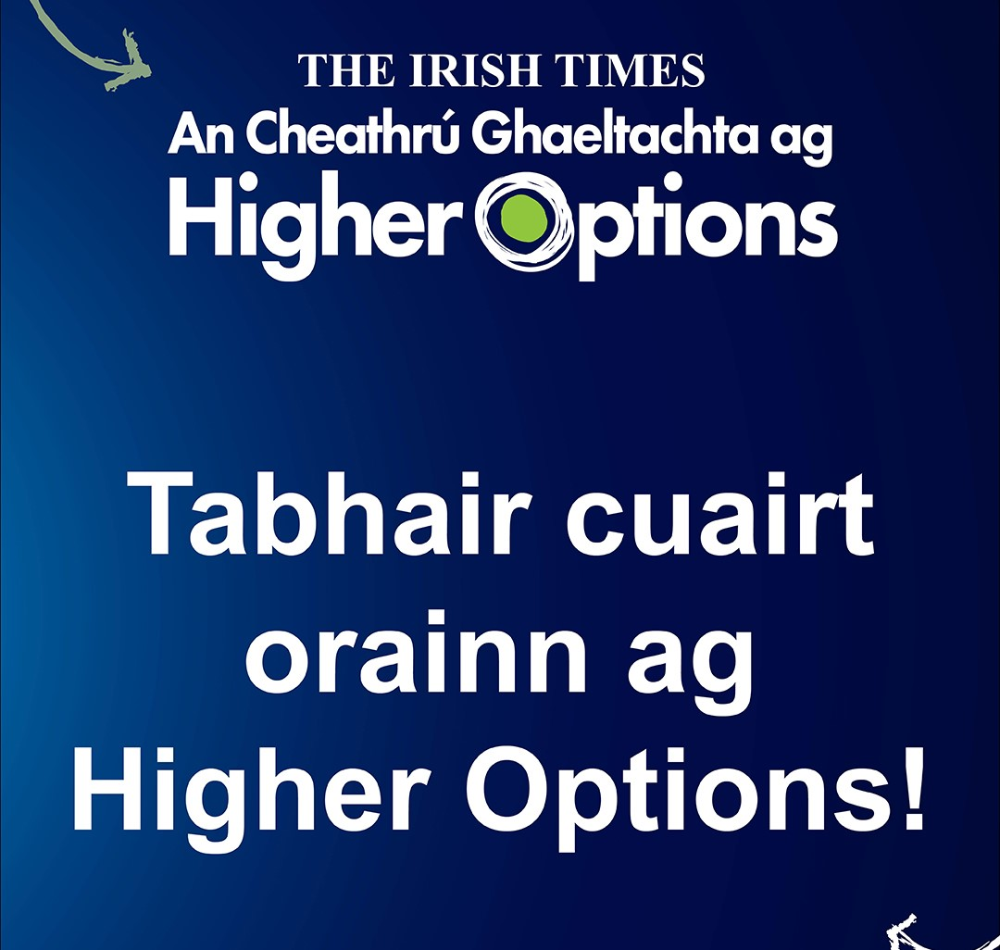 THE IRISH TIMES
An Cheathrú Ghaeltachta ag
Higher Options
Tabhair cuairt
orainn ag
Higher Options!